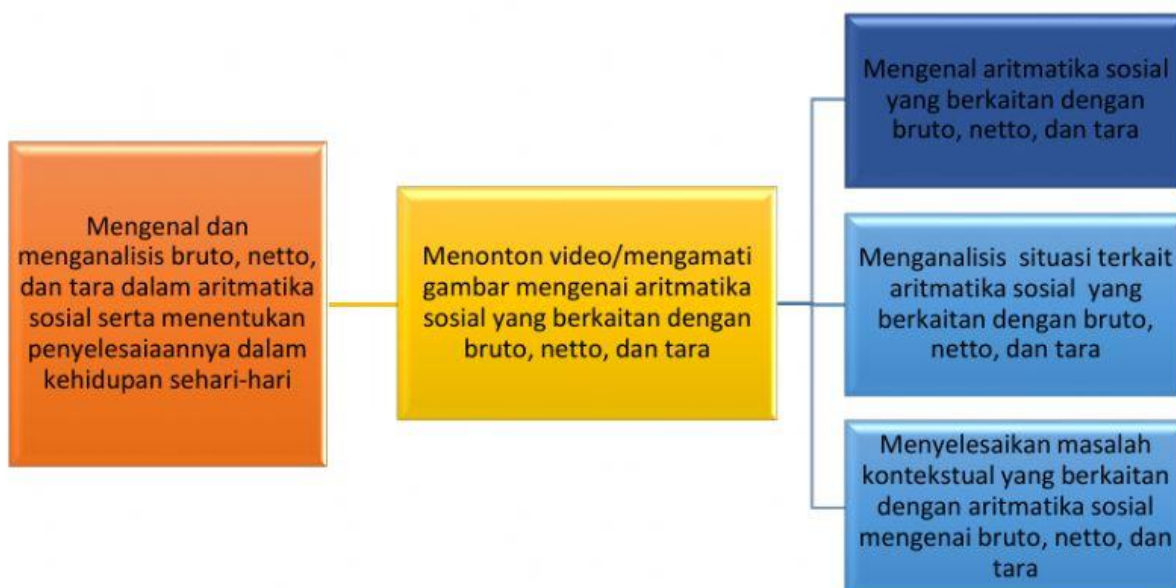 Mengenal dan
menganalisis bruto, netto,
dan tara dalam aritmatika
sosial serta menentukan
penyelesaiaannya dalam
kehidupan sehari-hari
Menonton video/mengamati
gambar mengenai aritmatika
sosial yang berkaitan dengan
bruto, netto, dan tara
Mengenal aritmatika sosial
yang berkaitan dengan
bruto, netto, dan tara
Menganalisis situasi terkait
aritmatika sosial yang
berkaitan dengan bruto,
netto, dan tara
Menyelesaikan masalah
kontekstual yang berkaitan
dengan aritmatika sosial
mengenai bruto, netto, dan
tara